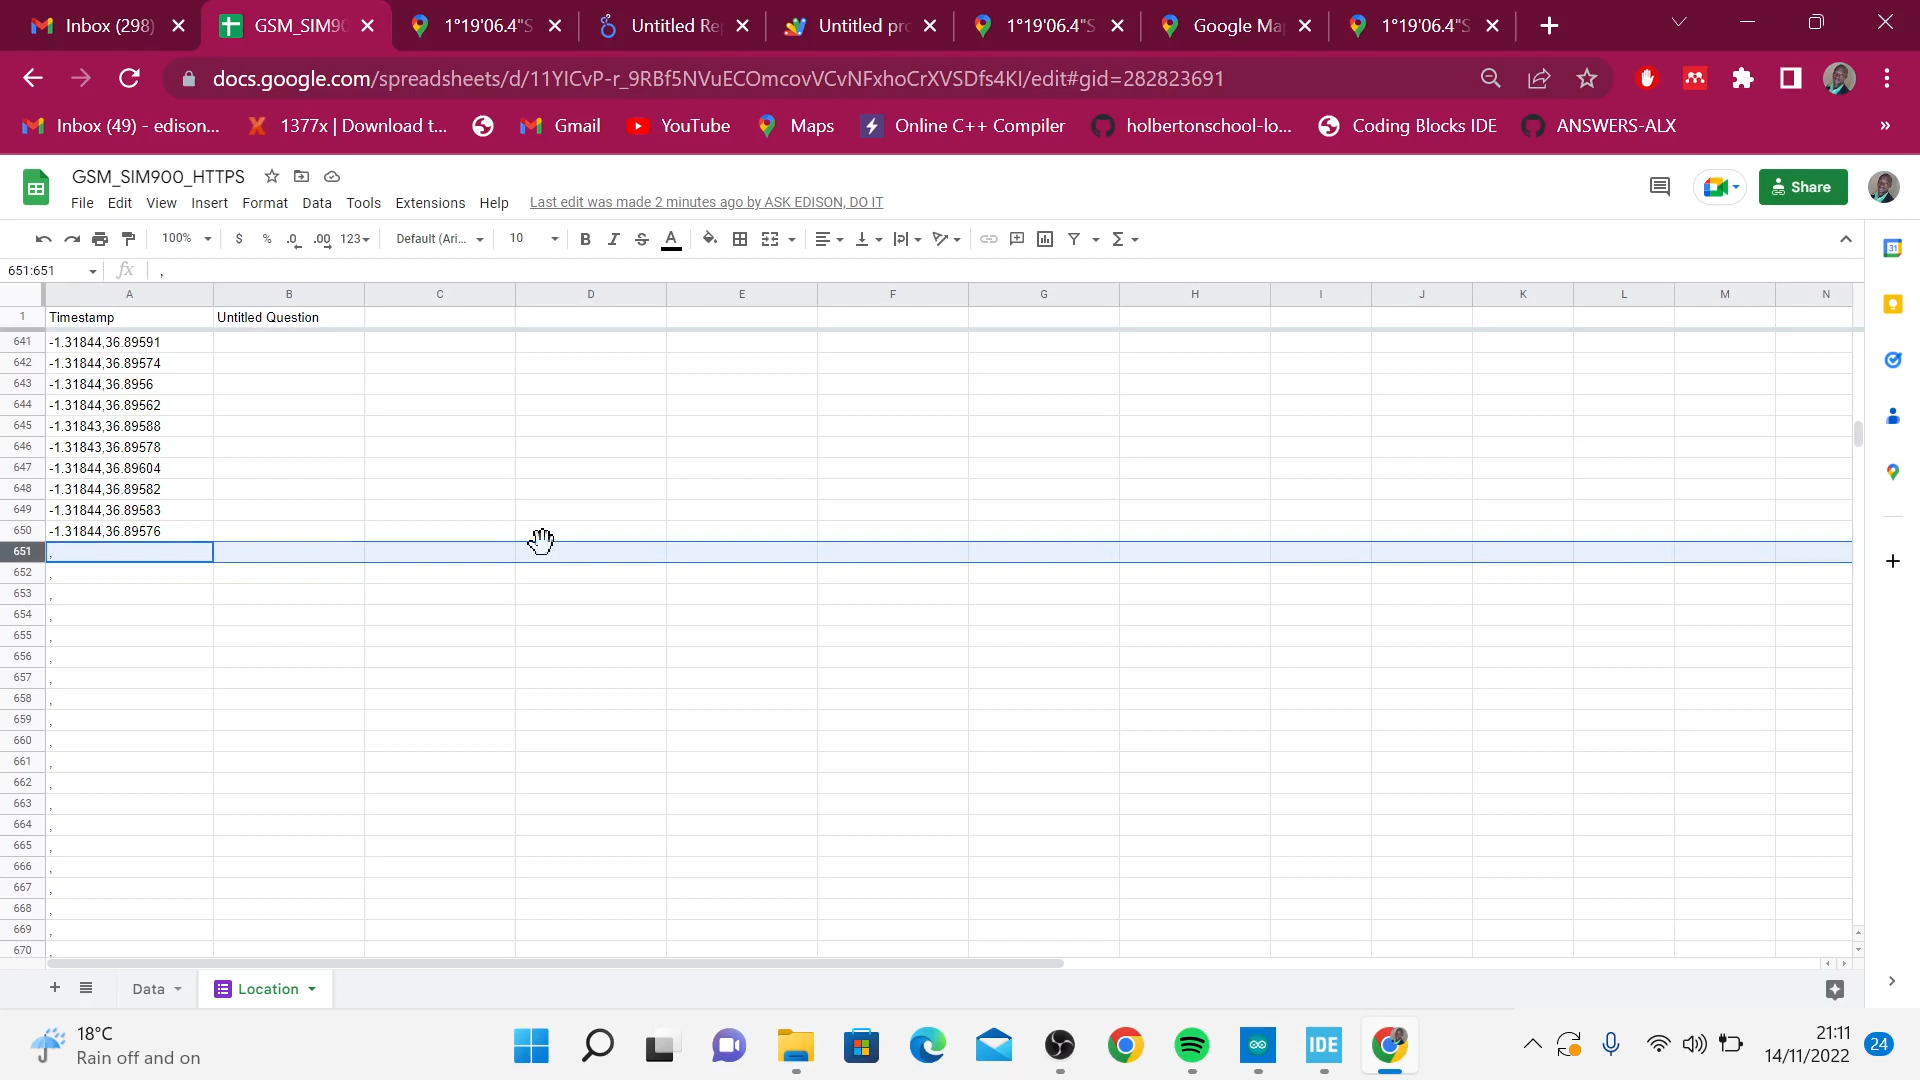 Inbox (298)
GSM_SIM90
1°19'06.4"S
Untitled Re
Untitled pro
1°19'06.4"S
Google Ma
1°19'06.4"S
docs.google.com/spreadsheets/d/11YICvP-r_9RBf5NVuECOmcovVCvNFxhoCrXVSDfs4KI/edit#gid=282823691
Inbox (49) - edison...
1377x | Download t...
Gmail
YouTube
Maps
Online C++ Compiler
holbertonschool-lo...
Coding Blocks IDE
ANSWERS-ALX
»
GSM_SIM900_HTTPS
File Edit View Insert Format Data Tools Extensions Help Last edit was made 2 minutes ago by ASK EDISON, DO IT
Share
100% $ % .0 .00 123 Default (Ari... 10 B I S A
651:651 fx ,
A B C D E F G H I J K L M N
1 Timestamp Untitled Question
641 -1.31844,36.89591
642 -1.31844,36.89574
643 -1.31844,36.8956
644 -1.31844,36.89562
645 -1.31843,36.89588
646 -1.31843,36.89578
647 -1.31844,36.89604
648 -1.31844,36.89582
649 -1.31844,36.89583
650 -1.31844,36.89576
651 ,
652 ,
653 ,
654 ,
655 ,
656 ,
657 ,
658 ,
659 ,
660 ,
661 ,
662 ,
663 ,
664 ,
665 ,
666 ,
667 ,
668 ,
669 ,
670 ,
31
Data
Location
18°C
Rain off and on
IDE
21:11
14/11/2022
24